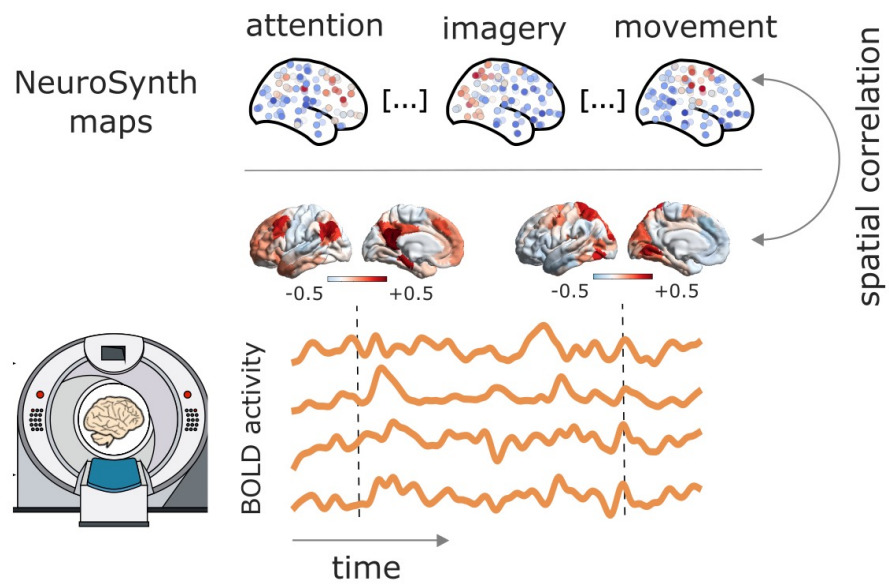 attention imagery movement
NeuroSynth
maps
[...] [...]
spatial correlation
-0.5 +0.5 -0.5 +0.5
BOLD activity
time